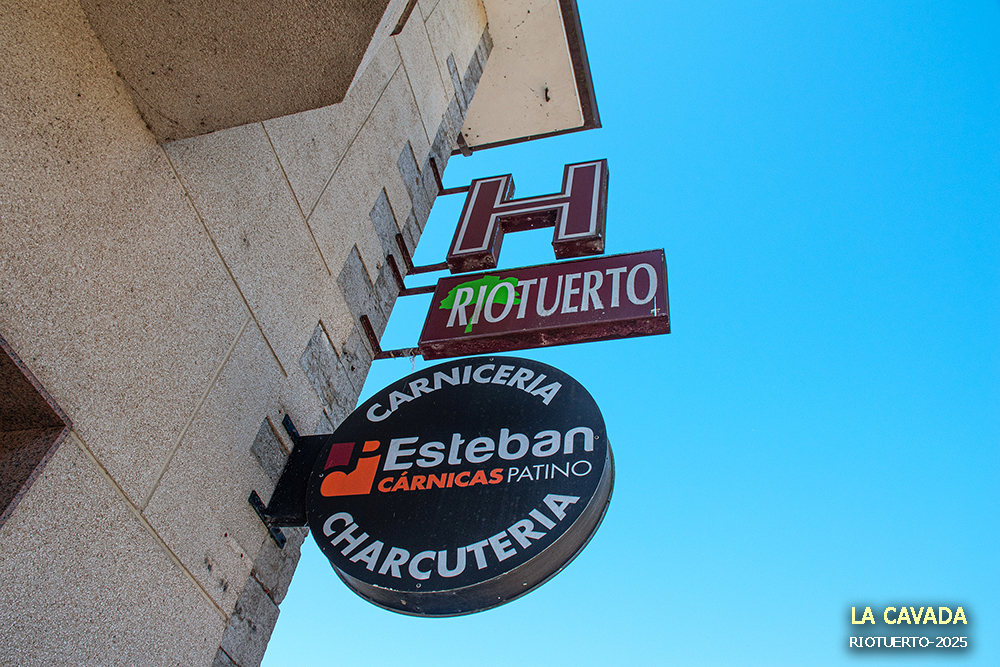 H
RIOTUERTO
CARNICERIA
Esteban
CÁRNICAS PATINO
CHARCUTERIA
LA CAVADA
RIOTUERTO-2025